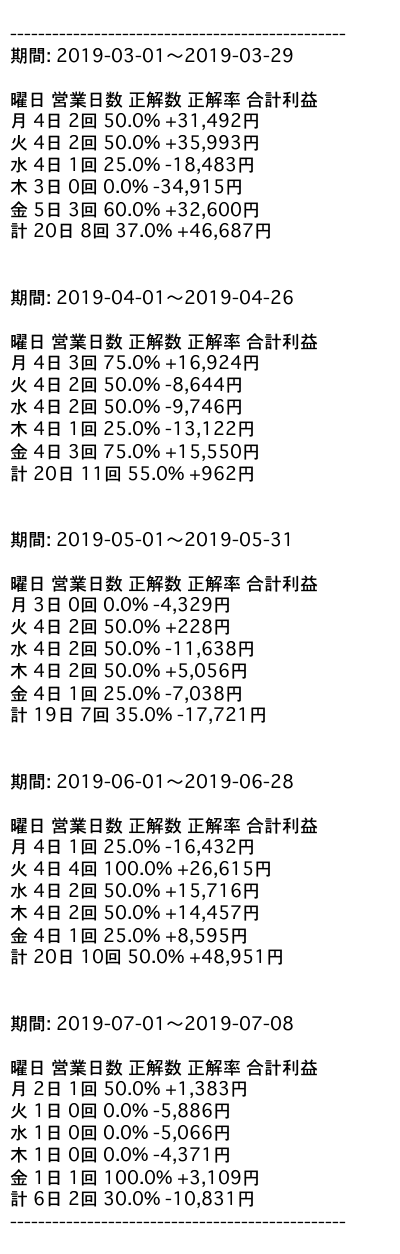 ------------------------------------------------
期間: 2019-03-01〜2019-03-29
曜日 営業日数 正解数 正解率 合計利益
月 4日 2回 50.0% +31,492円
火 4日 2回 50.0% +35,993円
水 4日 1回 25.0% -18,483円
木 3日 0回 0.0% -34,915円
金 5日 3回 60.0% +32,600円
計 20日 8回 37.0% +46,687円
期間: 2019-04-01〜2019-04-26
曜日 営業日数 正解数 正解率 合計利益
月 4日 3回 75.0% +16,924円
火 4日 2回 50.0% -8,644円
水 4日 2回 50.0% -9,746円
木 4日 1回 25.0% -13,122円
金 4日 3回 75.0% +15,550円
計 20日 11回 55.0% +962円
期間: 2019-05-01〜2019-05-31
曜日 営業日数 正解数 正解率 合計利益
月 3日 0回 0.0% -4,329円
火 4日 2回 50.0% +228円
水 4日 2回 50.0% -11,638円
木 4日 2回 50.0% +5,056円
金 4日 1回 25.0% -7,038円
計 19日 7回 35.0% -17,721円
期間: 2019-06-01〜2019-06-28
曜日 営業日数 正解数 正解率 合計利益
月 4日 1回 25.0% -16,432円
火 4日 4回 100.0% +26,615円
水 4日 2回 50.0% +15,716円
木 4日 2回 50.0% +14,457円
金 4日 1回 25.0% +8,595円
計 20日 10回 50.0% +48,951円
期間: 2019-07-01〜2019-07-08
曜日 営業日数 正解数 正解率 合計利益
月 2日 1回 50.0% +1,383円
火 1日 0回 0.0% -5,886円
水 1日 0回 0.0% -5,066円
木 1日 0回 0.0% -4,371円
金 1日 1回 100.0% +3,109円
計 6日 2回 30.0% -10,831円
------------------------------------------------